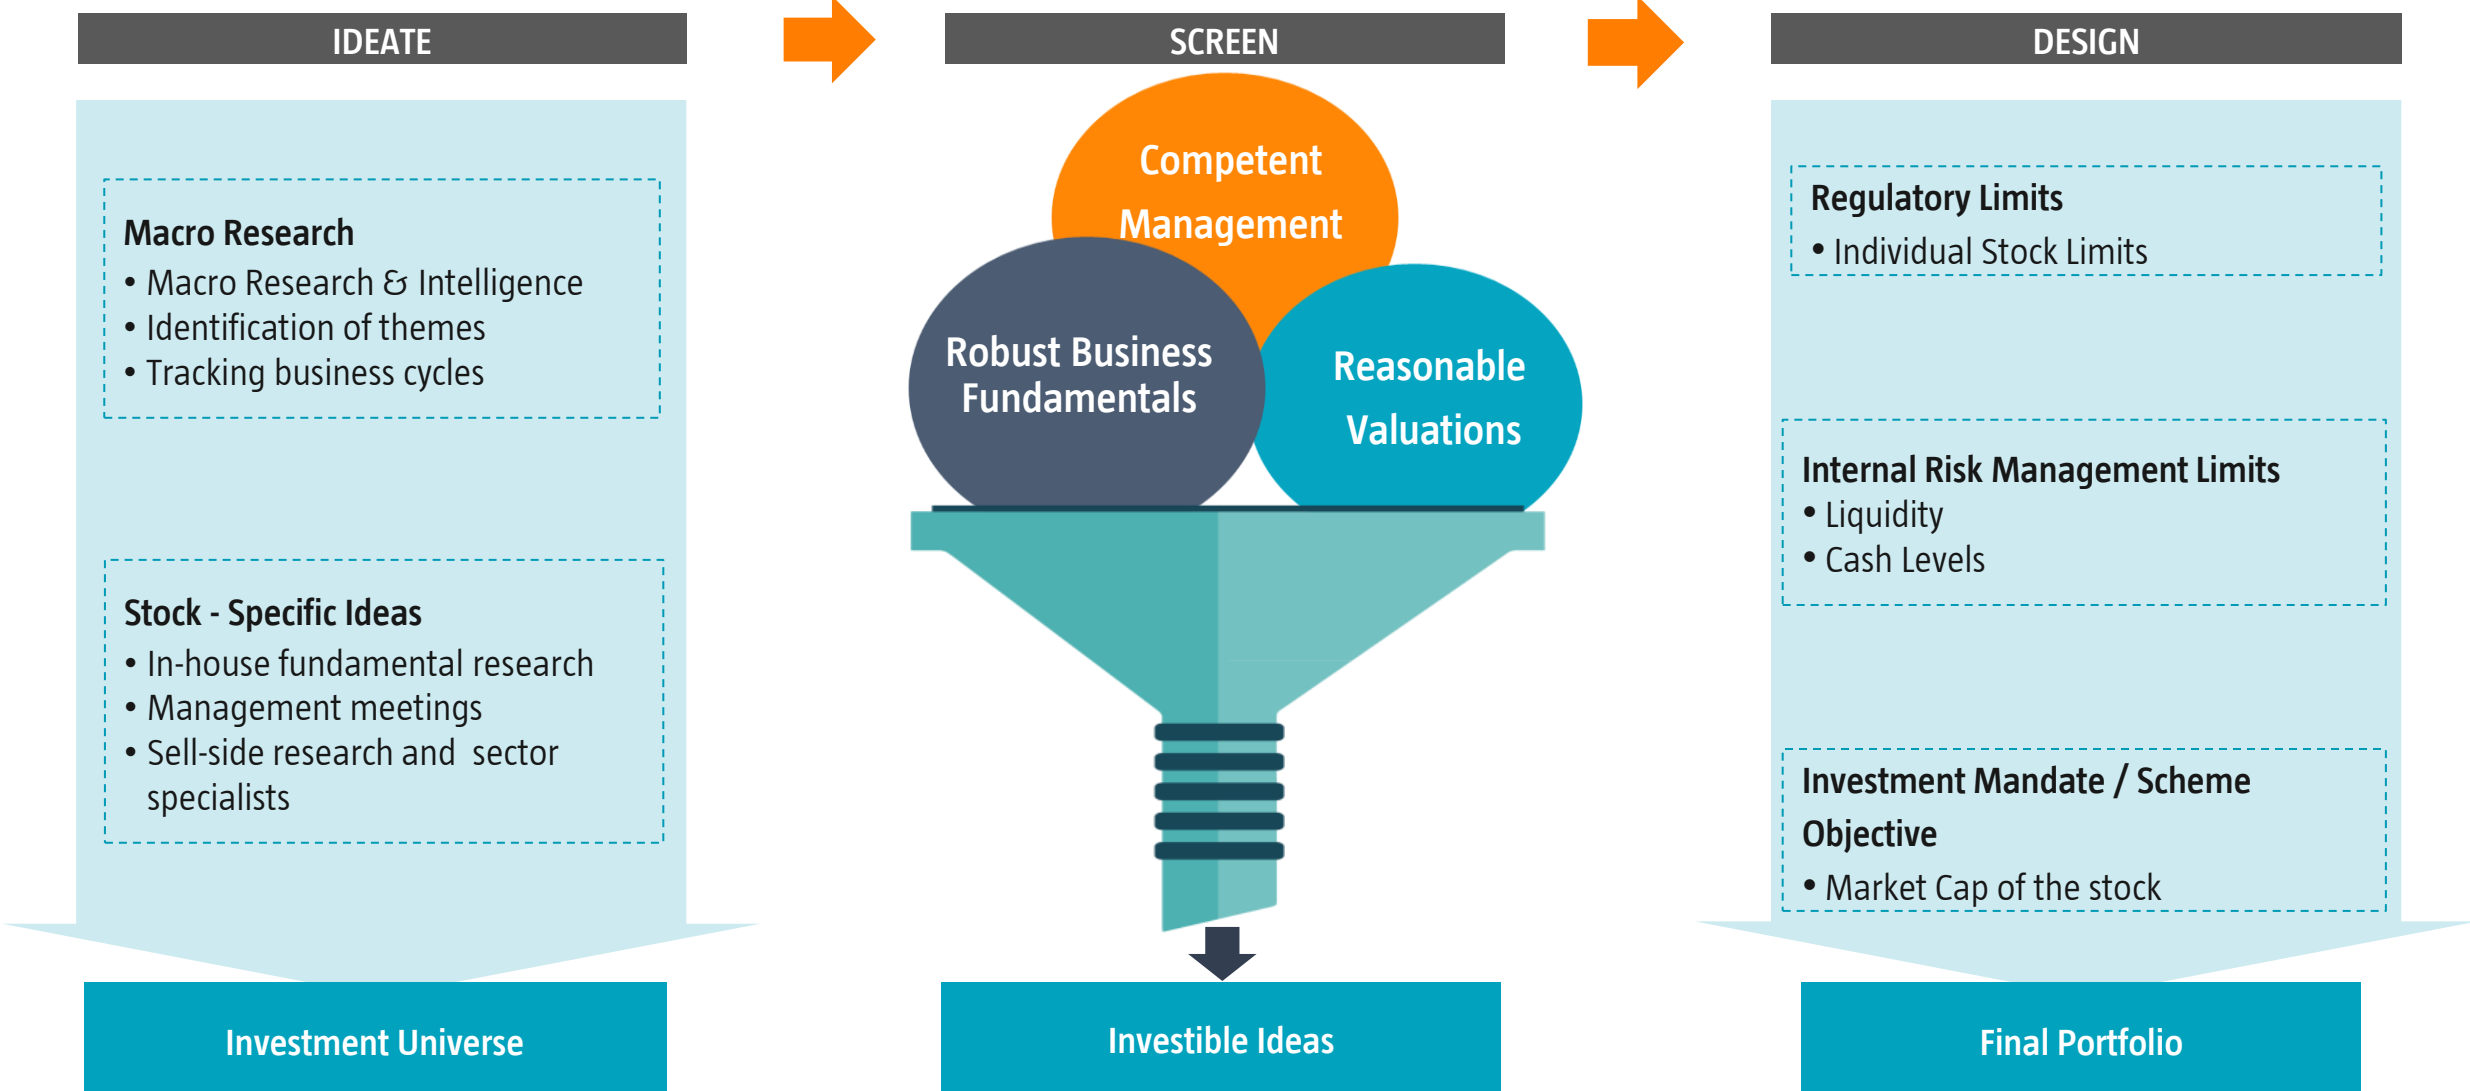 IDEATE
Macro Research
• Macro Research & Intelligence
• Identification of themes
• Tracking business cycles
Stock - Specific Ideas
• In-house fundamental research
• Management meetings
• Sell-side research and sector
specialists
Investment Universe
SCREEN
Competent
Management
Robust Business
Fundamentals
Reasonable
Valuations
Investible Ideas
DESIGN
Regulatory Limits
• Individual Stock Limits
Internal Risk Management Limits
• Liquidity
• Cash Levels
Investment Mandate / Scheme
Objective
• Market Cap of the stock
Final Portfolio